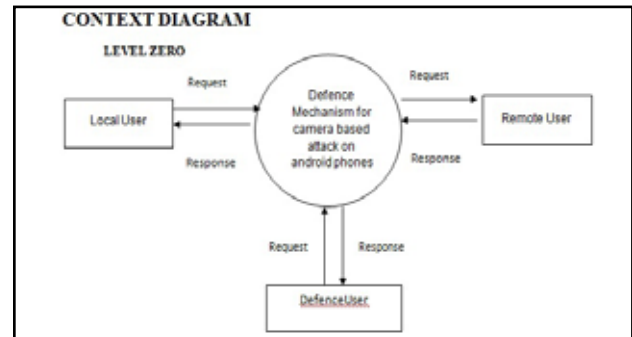 CONTEXT DIAGRAM
LEVEL ZERO
Request
Local User
Response
Defence
Mechanism for
camera based
attack on
android phones
Request
Remote User
Response
Request
Response
DefenceUser